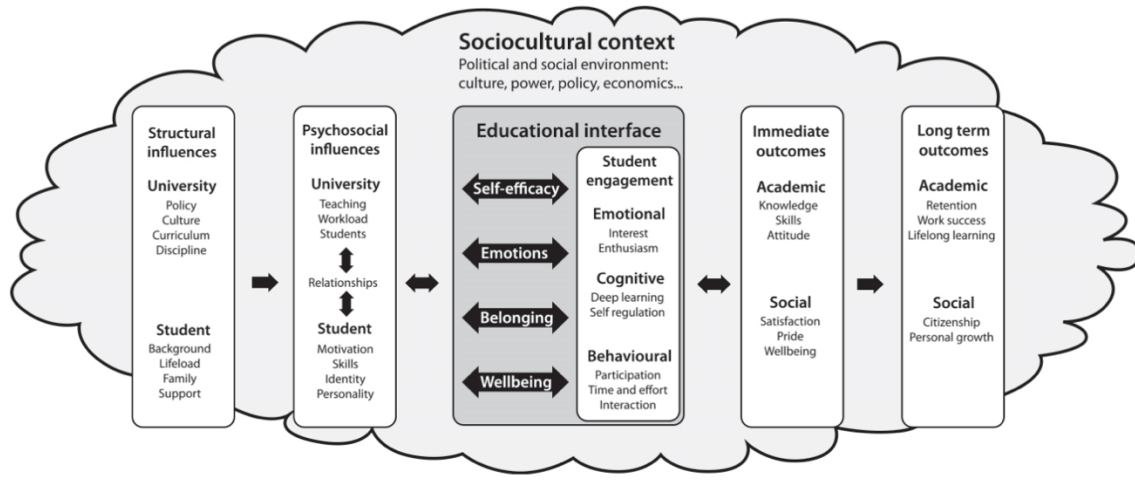 Sociocultural context
Political and social environment:
culture, power, policy, economics...
Structural
influences
University
Policy
Culture
Curriculum
Discipline
Student
Background
Lifeload
Family
Support
Psychosocial
influences
University
Teaching
Workload
Students
Relationships
Student
Motivation
Skills
Identity
Personality
Educational interface
Self-efficacy
Emotions
Belonging
Wellbeing
Student
engagement
Emotional
Interest
Enthusiasm
Cognitive
Deep learning
Self regulation
Behavioural
Participation
Time and effort
Interaction
Immediate
outcomes
Academic
Knowledge
Skills
Attitude
Social
Satisfaction
Pride
Wellbeing
Long term
outcomes
Academic
Retention
Work success
Lifelong learning
Social
Citizenship
Personal growth